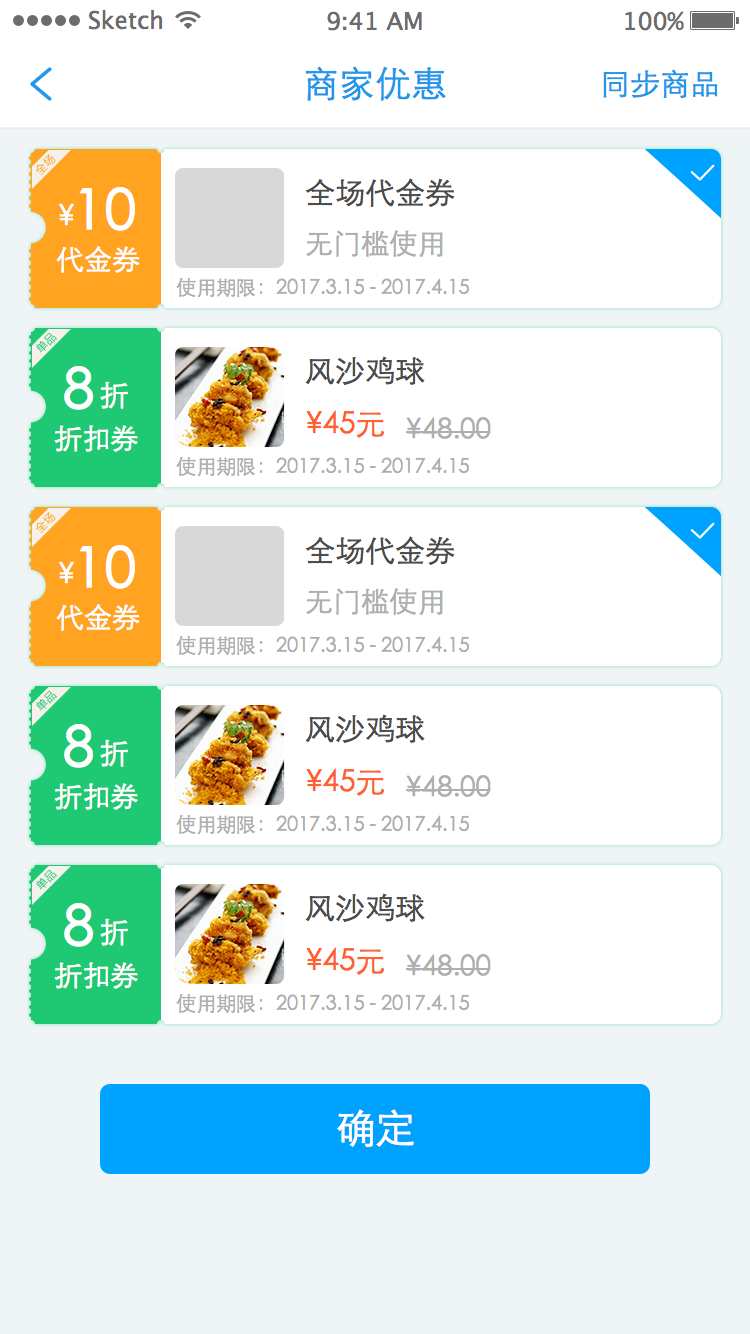 Sketch 9:41 AM 100%
商家优惠 同步商品
全场
¥10
代金券
全场代金券
无门槛使用
使用期限：2017.3.15 - 2017.4.15
单品
8折
折扣券
风沙鸡球
¥45元 ¥48.00
使用期限：2017.3.15 - 2017.4.15
全场
¥10
代金券
全场代金券
无门槛使用
使用期限：2017.3.15 - 2017.4.15
单品
8折
折扣券
风沙鸡球
¥45元 ¥48.00
使用期限：2017.3.15 - 2017.4.15
单品
8折
折扣券
风沙鸡球
¥45元 ¥48.00
使用期限：2017.3.15 - 2017.4.15
确定